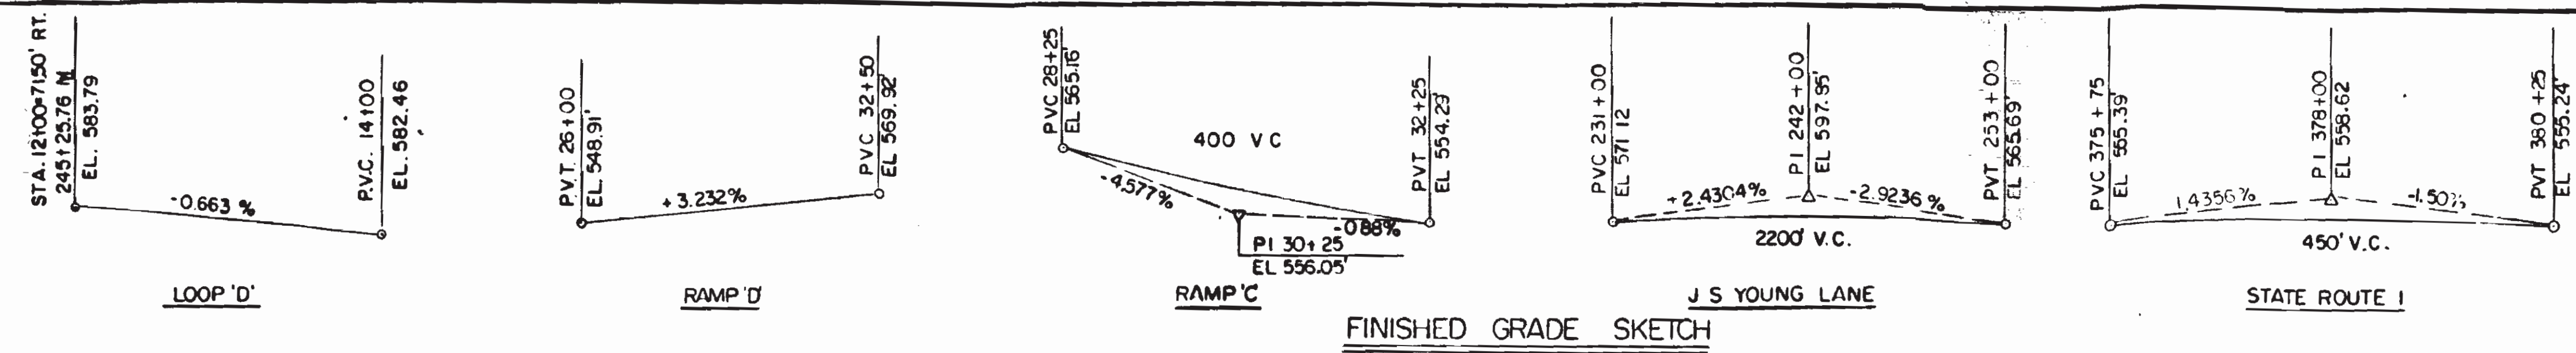 STA. 12+00=71.50' RT.
245+25.76 M
EL. 583.79
-0.663 %
P.V.C. 14+00
EL. 582.46
LOOP 'D'
PVT 26+00
EL. 548.91'
+3.232%
PVC 32+50
EL 569.92'
RAMP 'D'
PVC 28+25
EL 565.16'
400 V C
-4.577%
-0.88%
PI 30+25
EL 556.05'
PVT 32+25
EL 554.29'
RAMP 'C'
PVC 231+00
EL 571 12
+2.4304%
PI 242+00
EL 597.85'
-2.9236%
2200' V.C.
PVT 253+00
EL 565.69'
J S YOUNG LANE
PVC 375+75
EL 555.39'
1.4356%
PI 378+00
EL 558.62
-1.50%
450' V.C.
PVT 380+25
EL 555.24'
STATE ROUTE 1
FINISHED GRADE SKETCH